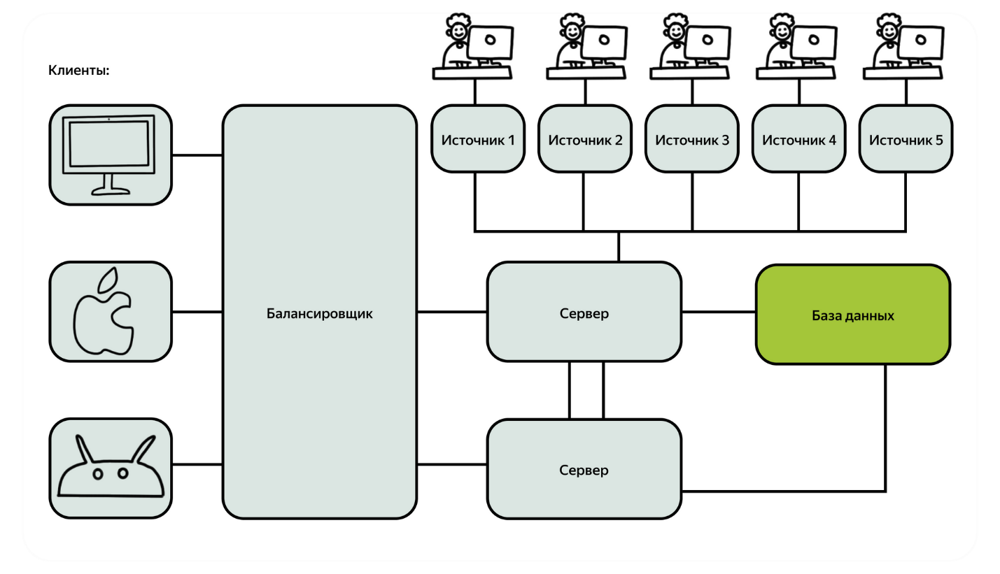 Клиенты:
Источник 1
Источник 2
Источник 3
Источник 4
Источник 5
Балансировщик
Сервер
База данных
Сервер